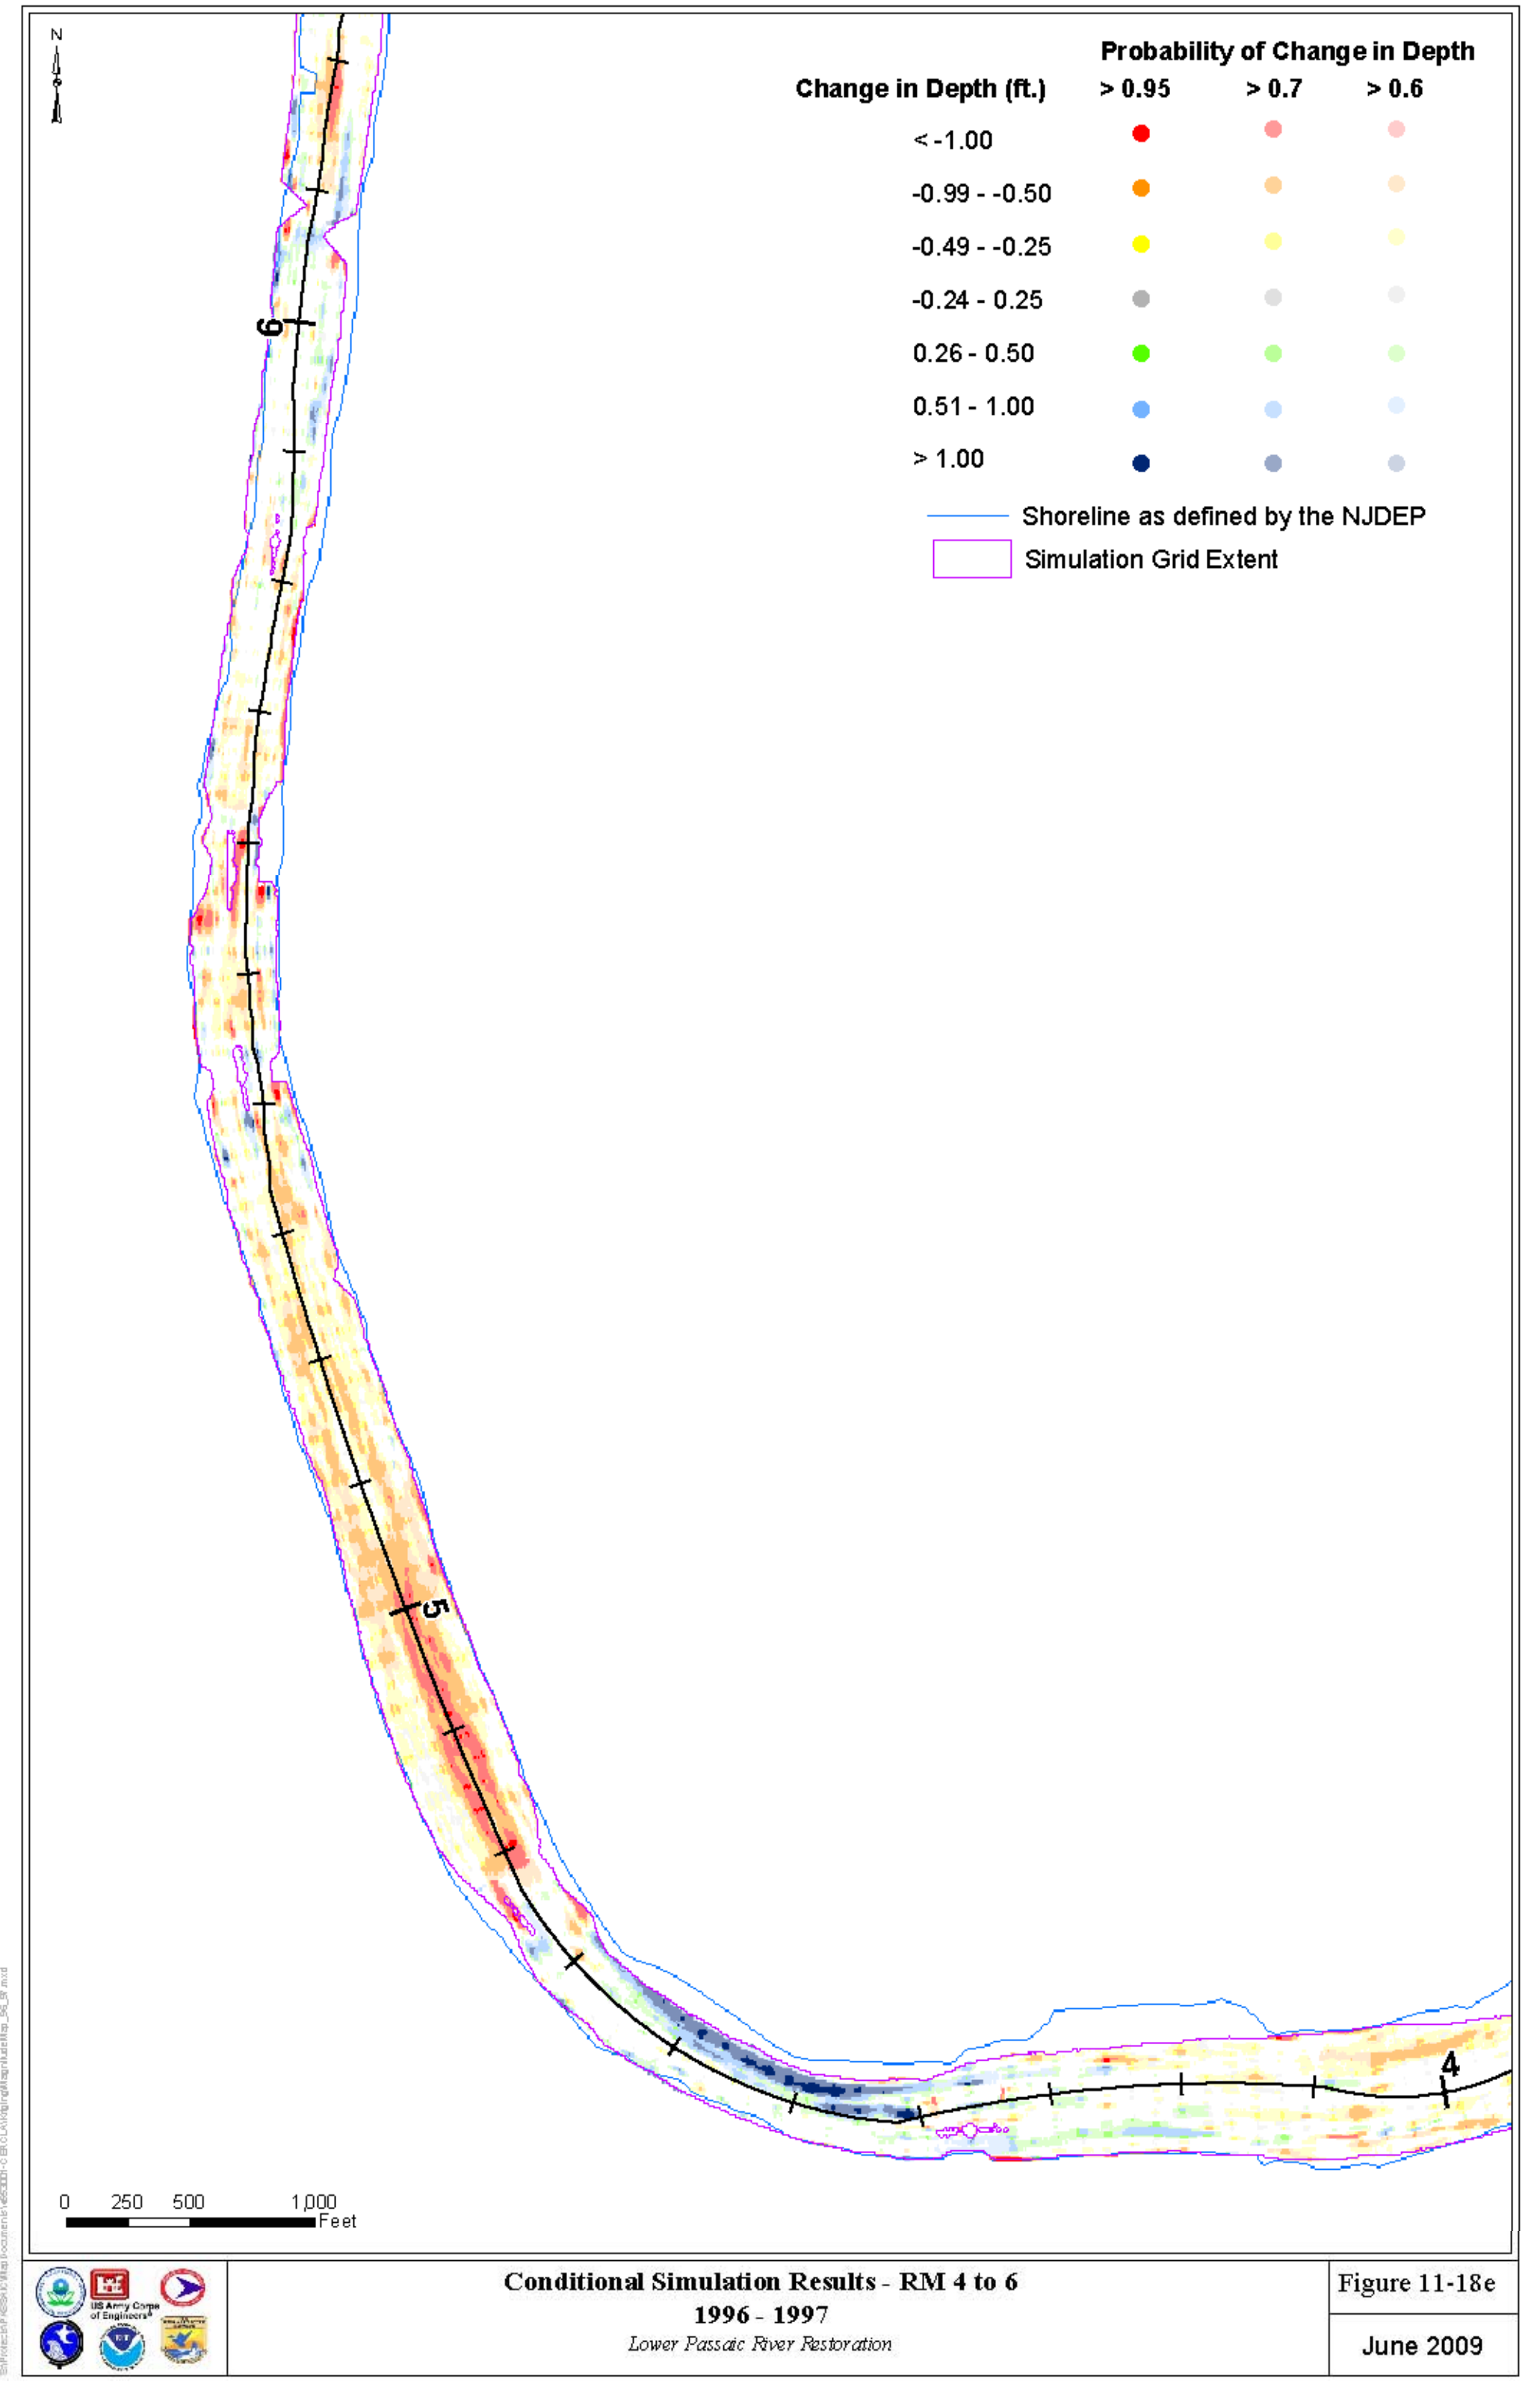 N
Probability of Change in Depth
Change in Depth (ft.) > 0.95 > 0.7 > 0.6
< -1.00
-0.99 - -0.50
-0.49 - -0.25
-0.24 - 0.25
0.26 - 0.50
0.51 - 1.00
> 1.00
Shoreline as defined by the NJDEP
Simulation Grid Extent
6
5
4
0 250 500 1,000
Feet
US Army Corps
of Engineers
Conditional Simulation Results - RM 4 to 6
1996 - 1997
Lower Passaic River Restoration
Figure 11-18e
June 2009